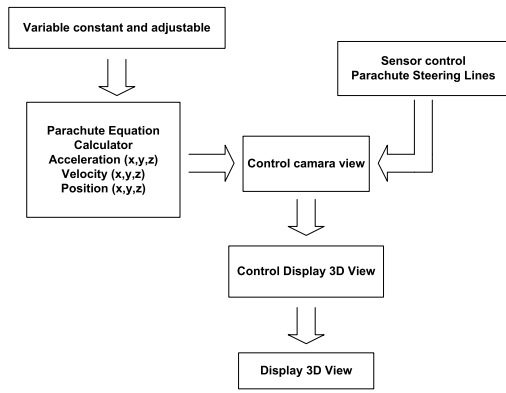 Variable constant and adjustable
Sensor control
Parachute Steering Lines
Parachute Equation
Calculator
Acceleration (x,y,z)
Velocity (x,y,z)
Position (x,y,z)
Control camara view
Control Display 3D View
Display 3D View